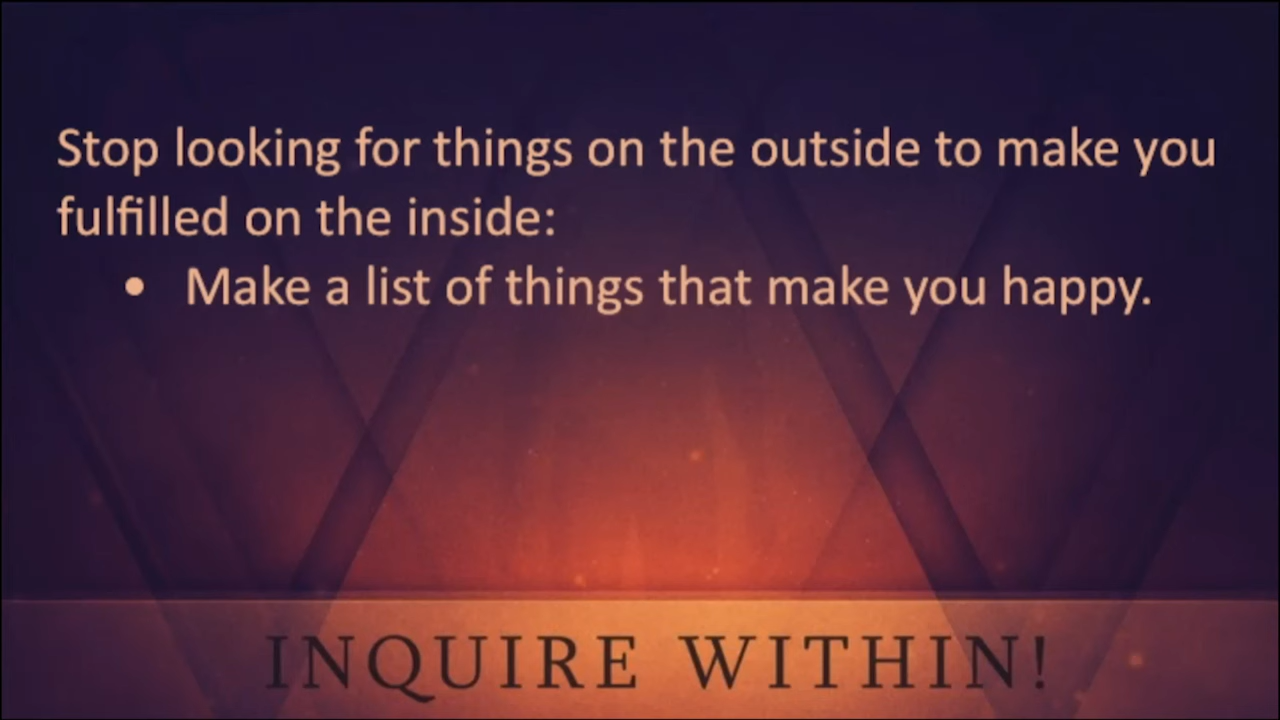 Stop looking for things on the outside to make you
fulfilled on the inside:
• Make a list of things that make you happy.
INQUIRE WITHIN!